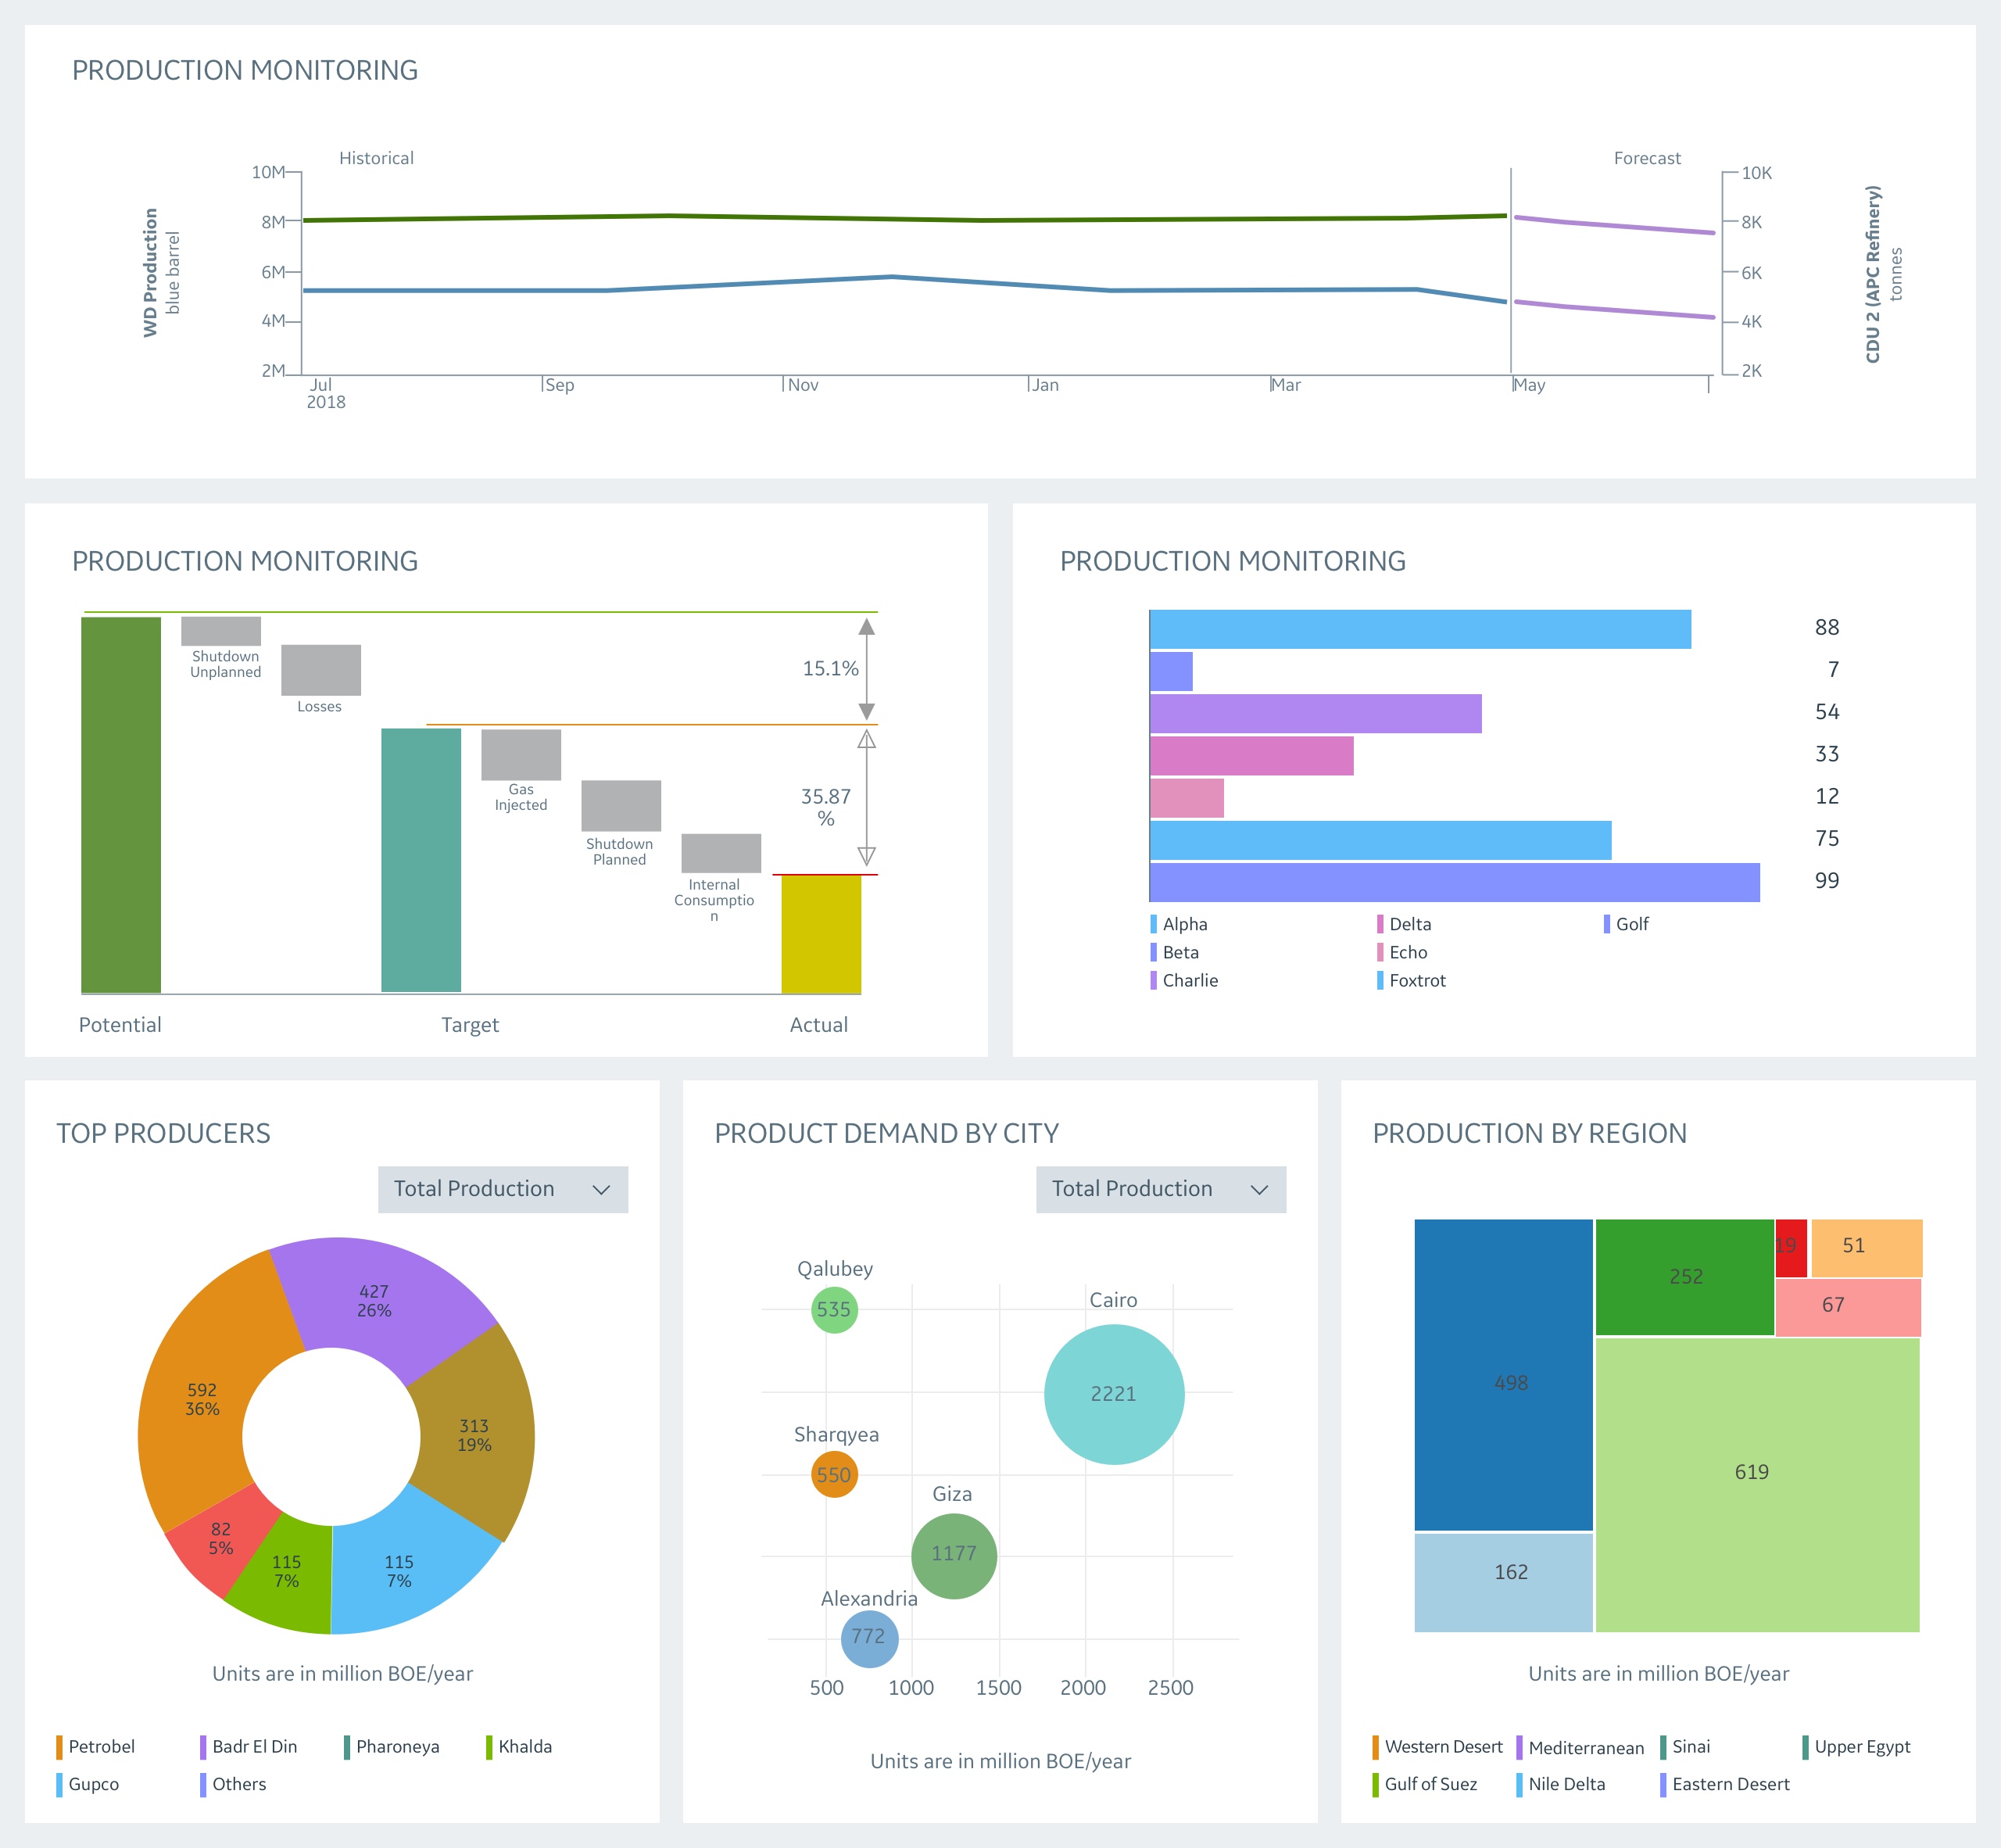 PRODUCTION MONITORING
Historical
Forecast
10M
8M
6M
4M
2M
WD Production
blue barrel
10K
8K
6K
4K
2K
CDU 2 (APC Refinery)
tonnes
Jul
2018
Sep
Nov
Jan
Mar
May
PRODUCTION MONITORING
Shutdown
Unplanned
Losses
Gas
Injected
Shutdown
Planned
Internal
Consumptio
n
15.1%
35.87
%
Potential
Target
Actual
PRODUCTION MONITORING
88
7
54
33
12
75
99
Alpha
Delta
Golf
Beta
Echo
Charlie
Foxtrot
TOP PRODUCERS
Total Production
427
26%
592
36%
313
19%
82
5%
115
7%
115
7%
Units are in million BOE/year
Petrobel
Badr El Din
Pharoneya
Khalda
Gupco
Others
PRODUCT DEMAND BY CITY
Total Production
Qalubey
535
Cairo
2221
Sharqyea
550
Giza
1177
Alexandria
772
500
1000
1500
2000
2500
Units are in million BOE/year
PRODUCTION BY REGION
19
51
252
67
498
619
162
Units are in million BOE/year
Western Desert
Mediterranean
Sinai
Upper Egypt
Gulf of Suez
Nile Delta
Eastern Desert